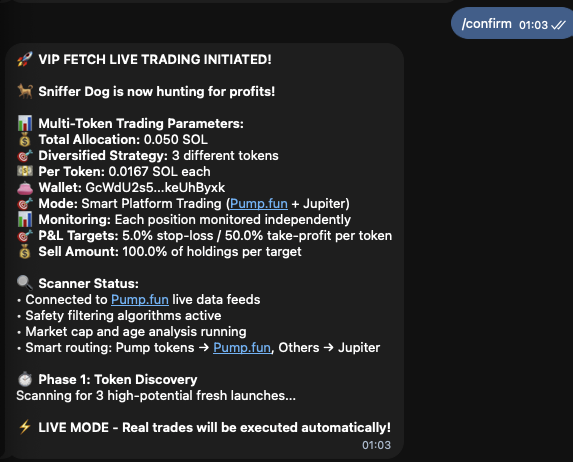 /confirm 01:03
🚀 VIP FETCH LIVE TRADING INITIATED!
🐕 Sniffer Dog is now hunting for profits!
📊 Multi-Token Trading Parameters:
💰 Total Allocation: 0.050 SOL
🎯 Diversified Strategy: 3 different tokens
💵 Per Token: 0.0167 SOL each
👛 Wallet: GcWdU2s5...keUhByxk
🎯 Mode: Smart Platform Trading (Pump.fun + Jupiter)
📊 Monitoring: Each position monitored independently
🎯 P&L Targets: 5.0% stop-loss / 50.0% take-profit per token
💰 Sell Amount: 100.0% of holdings per target
🔍 Scanner Status:
• Connected to Pump.fun live data feeds
• Safety filtering algorithms active
• Market cap and age analysis running
• Smart routing: Pump tokens → Pump.fun, Others → Jupiter
⏱️ Phase 1: Token Discovery
Scanning for 3 high-potential fresh launches...
⚡ LIVE MODE - Real trades will be executed automatically!
01:03